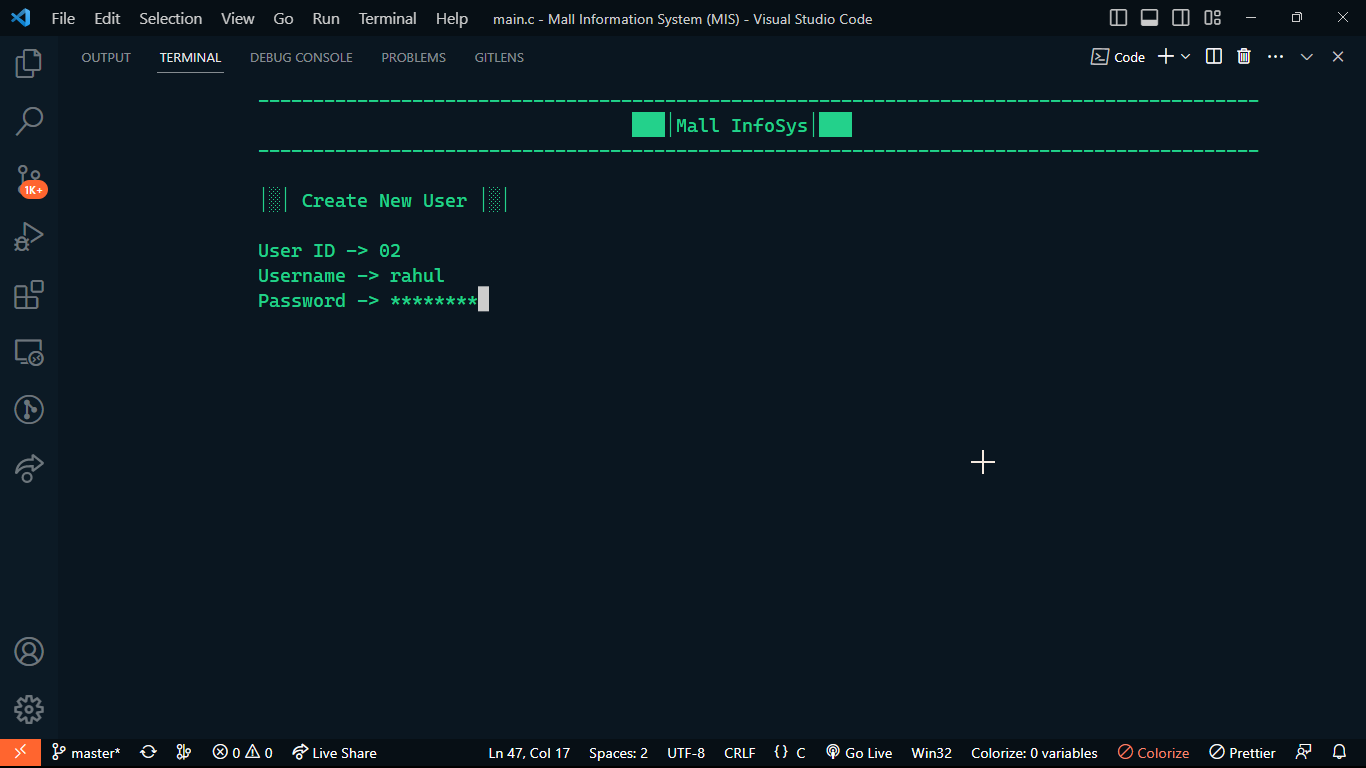 File Edit Selection View Go Run Terminal Help main.c - Mall Information System (MIS) - Visual Studio Code
OUTPUT TERMINAL DEBUG CONSOLE PROBLEMS GITLENS Code
Mall InfoSys
1K+
Create New User
User ID -> 02
Username -> rahul
Password -> ********
master* 0 0 Live Share Ln 47, Col 17 Spaces: 2 UTF-8 CRLF {} C Go Live Win32 Colorize: 0 variables Colorize Prettier